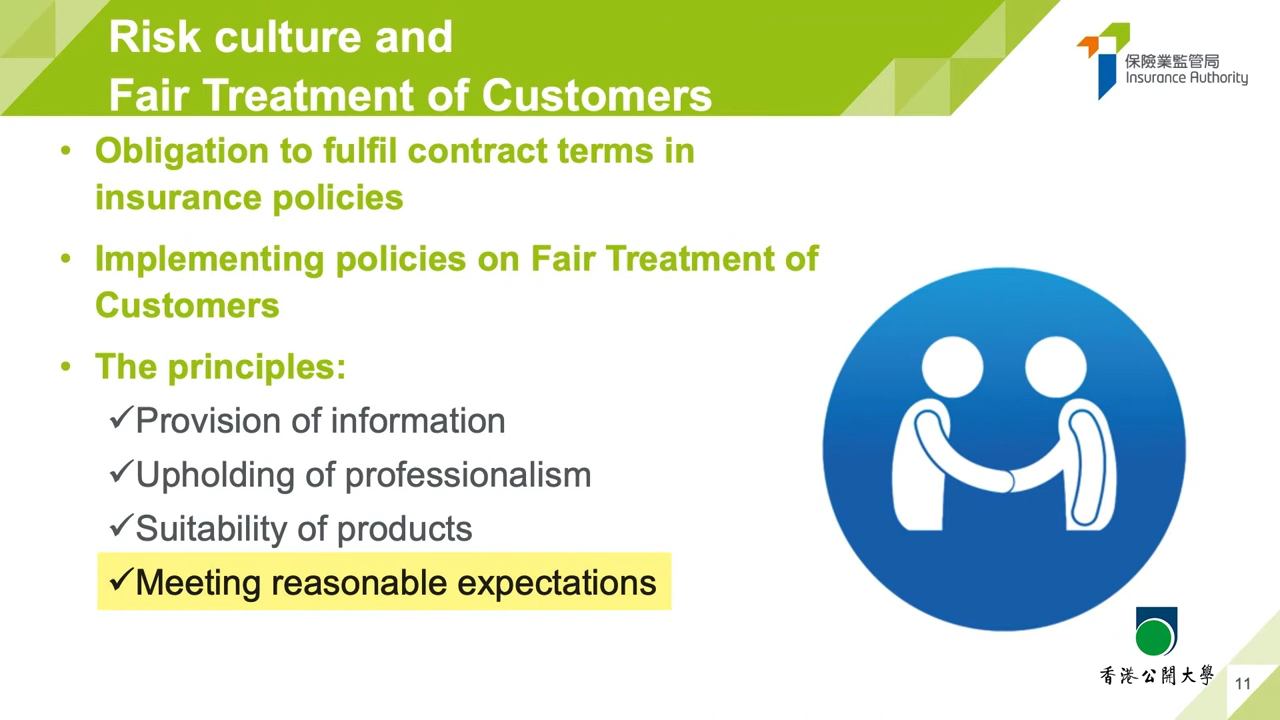 Risk culture and
Fair Treatment of Customers
保險業監管局
Insurance Authority
• Obligation to fulfil contract terms in
insurance policies
• Implementing policies on Fair Treatment of
Customers
• The principles:
✓Provision of information
✓Upholding of professionalism
✓Suitability of products
✓Meeting reasonable expectations
香港公開大學
11